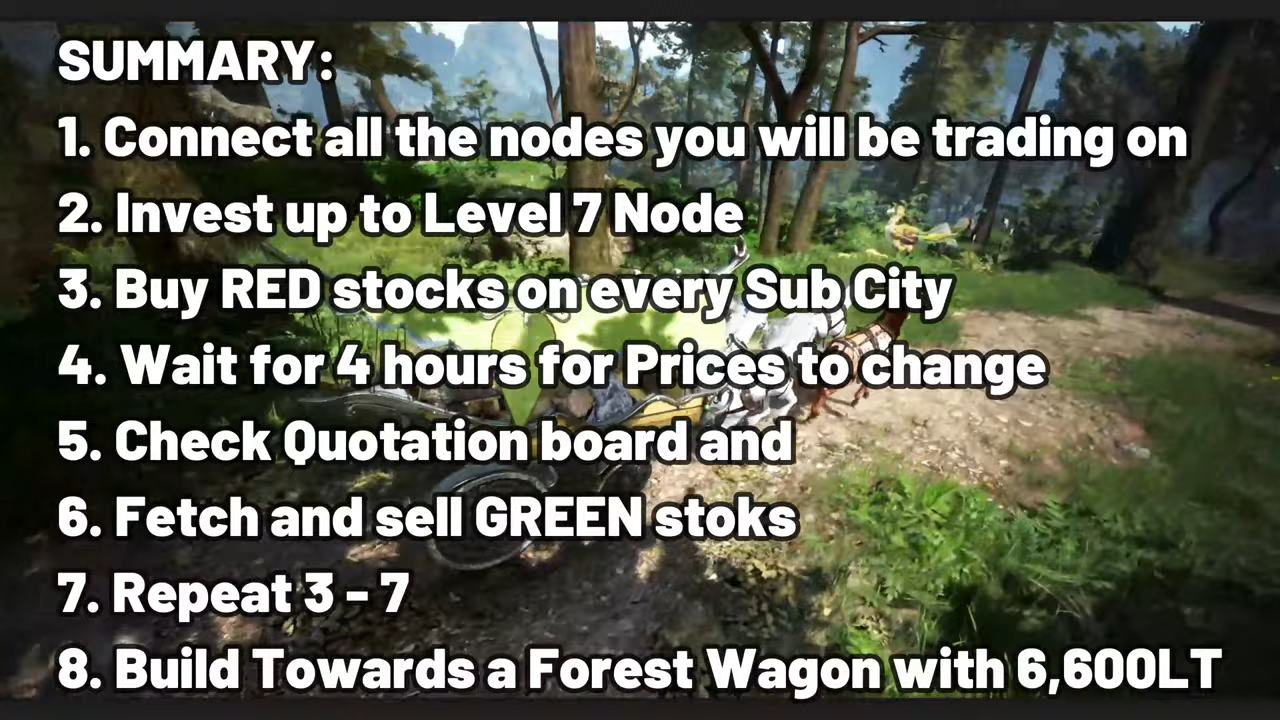 SUMMARY:
1. Connect all the nodes you will be trading on
2. Invest up to Level 7 Node
3. Buy RED stocks on every Sub City
4. Wait for 4 hours for Prices to change
5. Check Quotation board and
6. Fetch and sell GREEN stoks
7. Repeat 3 - 7
8. Build Towards a Forest Wagon with 6,600LT